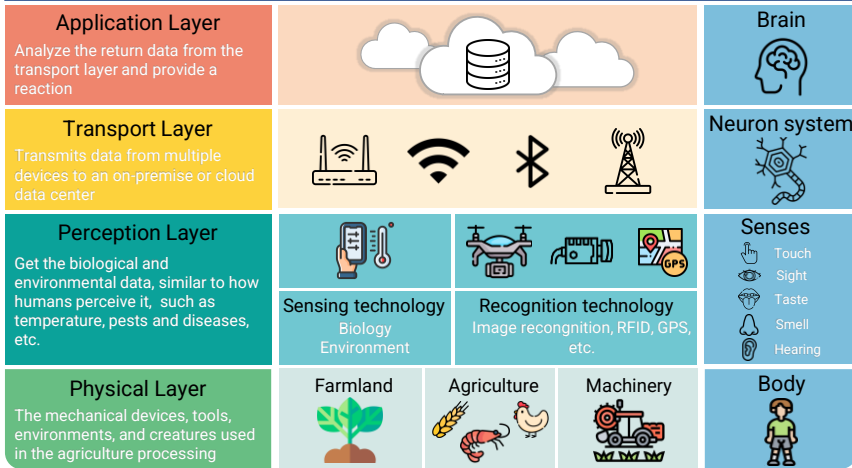 Application Layer
Analyze the return data from the
transport layer and provide a
reaction
Brain
Transport Layer
Transmits data from multiple
devices to an on-premise or cloud
data center
Neuron system
Perception Layer
Get the biological and
environmental data, similar to how
humans perceive it, such as
temperature, pests and diseases,
etc.
GPS
Sensing technology
Biology
Environment
Recognition technology
Image recongnition, RFID, GPS,
etc.
Senses
Touch
Sight
Taste
Smell
Hearing
Physical Layer
The mechanical devices, tools,
environments, and creatures used
in the agriculture processing
Farmland
Agriculture
Machinery
Body